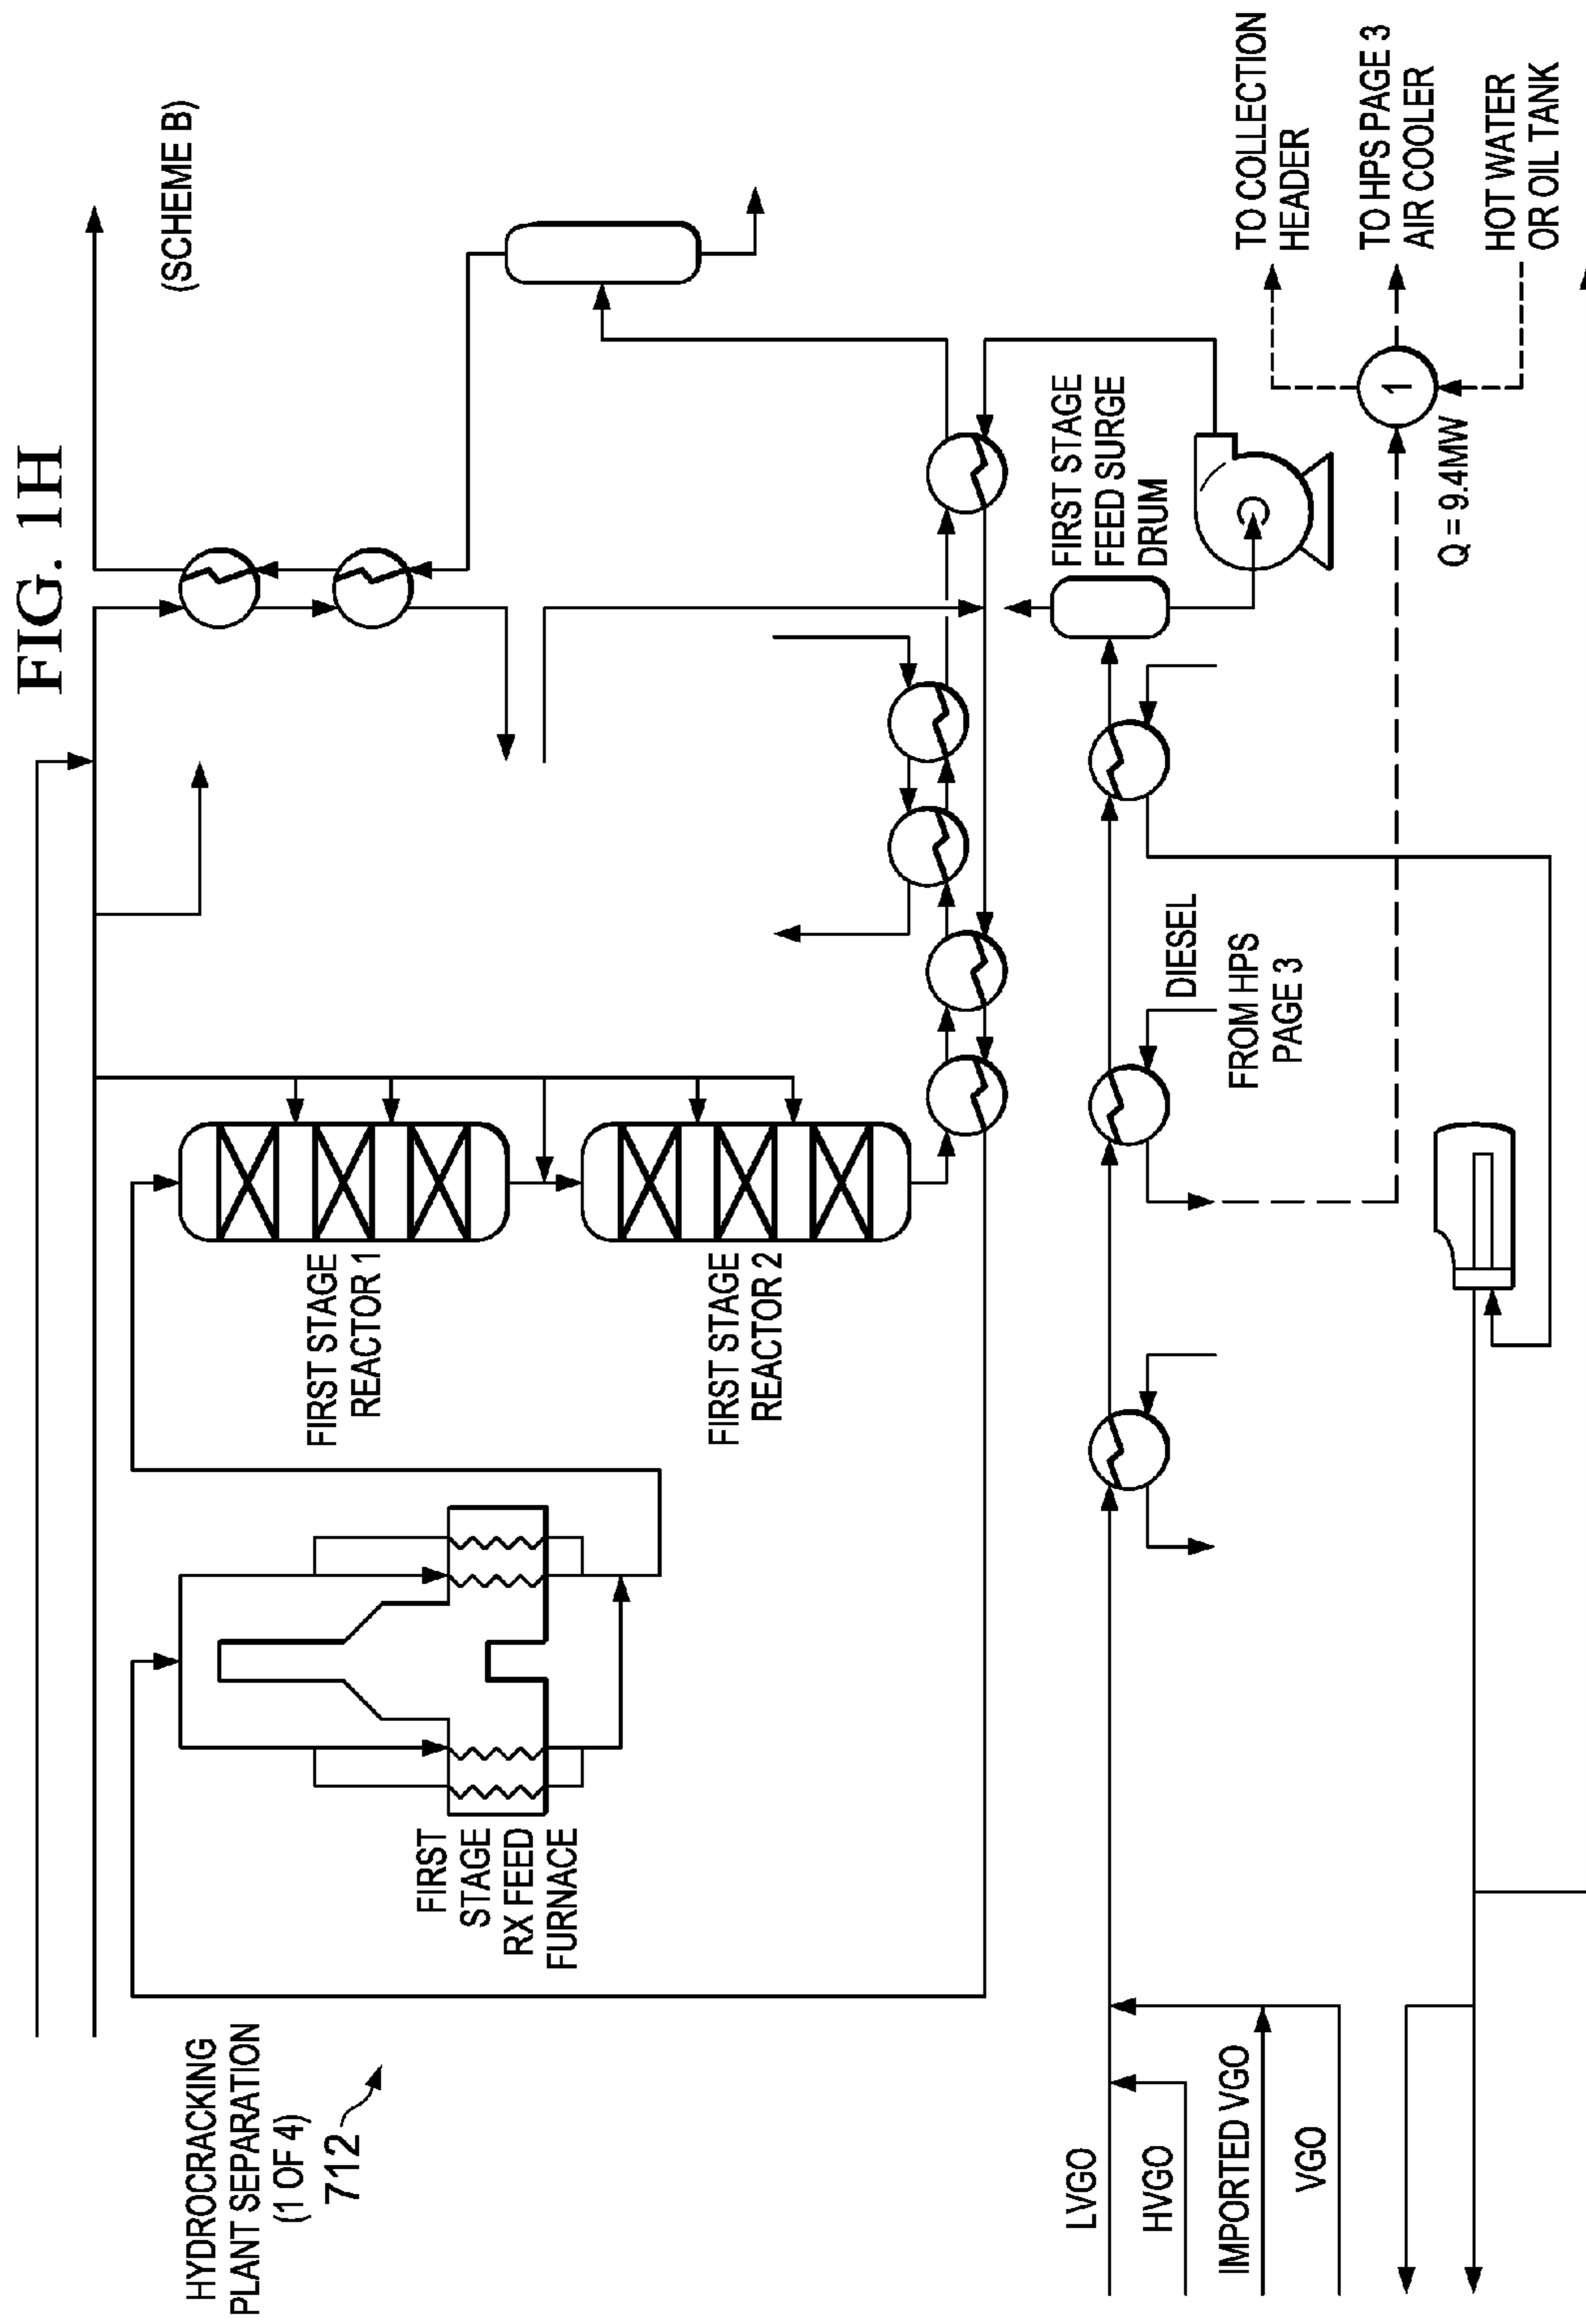 FIG. 1H
HYDROCRACKING
PLANT SEPARATION
(1 OF 4)
712
(SCHEME B)
FIRST STAGE
REACTOR 1
FIRST
STAGE
RX FEED
FURNACE
FIRST STAGE
REACTOR 2
FIRST STAGE
FEED SURGE
DRUM
LVGO
HVGO
IMPORTED VGO
VGO
DIESEL
FROM HPS
PAGE 3
Q = 9.4MW
1
TO COLLECTION
HEADER
TO HPS PAGE 3
AIR COOLER
HOT WATER
OR OIL TANK